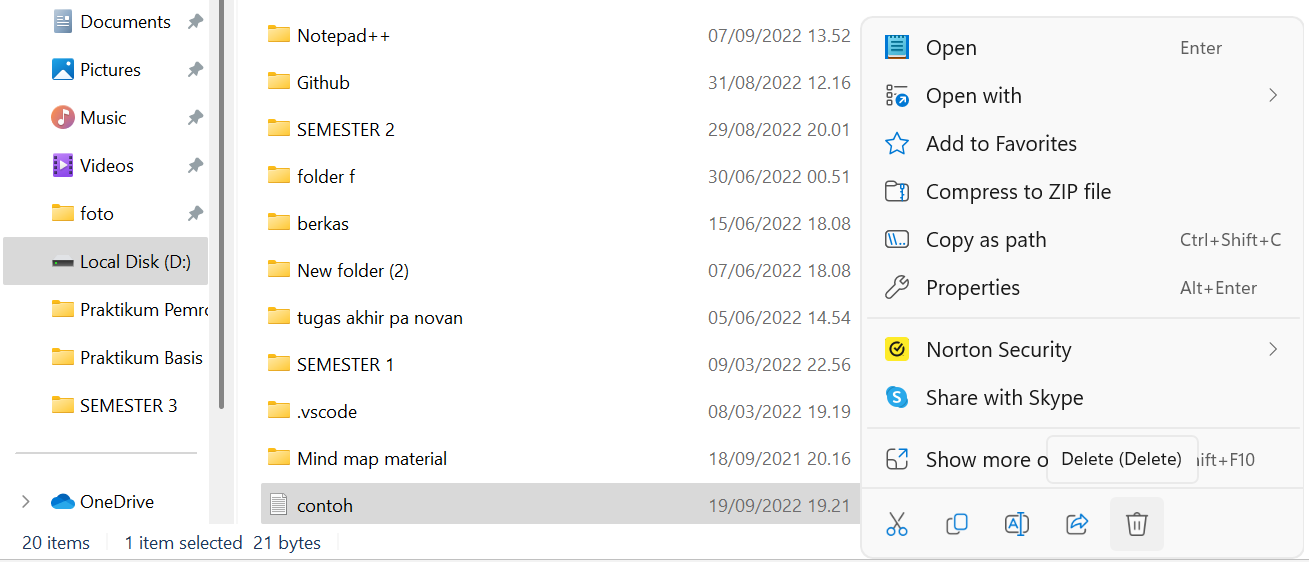 Documents
Pictures
Music
Videos
foto
Local Disk (D:)
Praktikum Pemr
Praktikum Basis
SEMESTER 3
OneDrive
Notepad++ 07/09/2022 13.52
Github 31/08/2022 12.16
SEMESTER 2 29/08/2022 20.01
folder f 30/06/2022 00.51
berkas 15/06/2022 18.08
New folder (2) 07/06/2022 18.08
tugas akhir pa novan 05/06/2022 14.54
SEMESTER 1 09/03/2022 22.56
.vscode 08/03/2022 19.19
Mind map material 18/09/2021 20.16
contoh 19/09/2022 19.21
Open Enter
Open with
Add to Favorites
Compress to ZIP file
Copy as path Ctrl+Shift+C
Properties Alt+Enter
Norton Security
Share with Skype
Show more o Delete (Delete) ift+F10
20 items 1 item selected 21 bytes